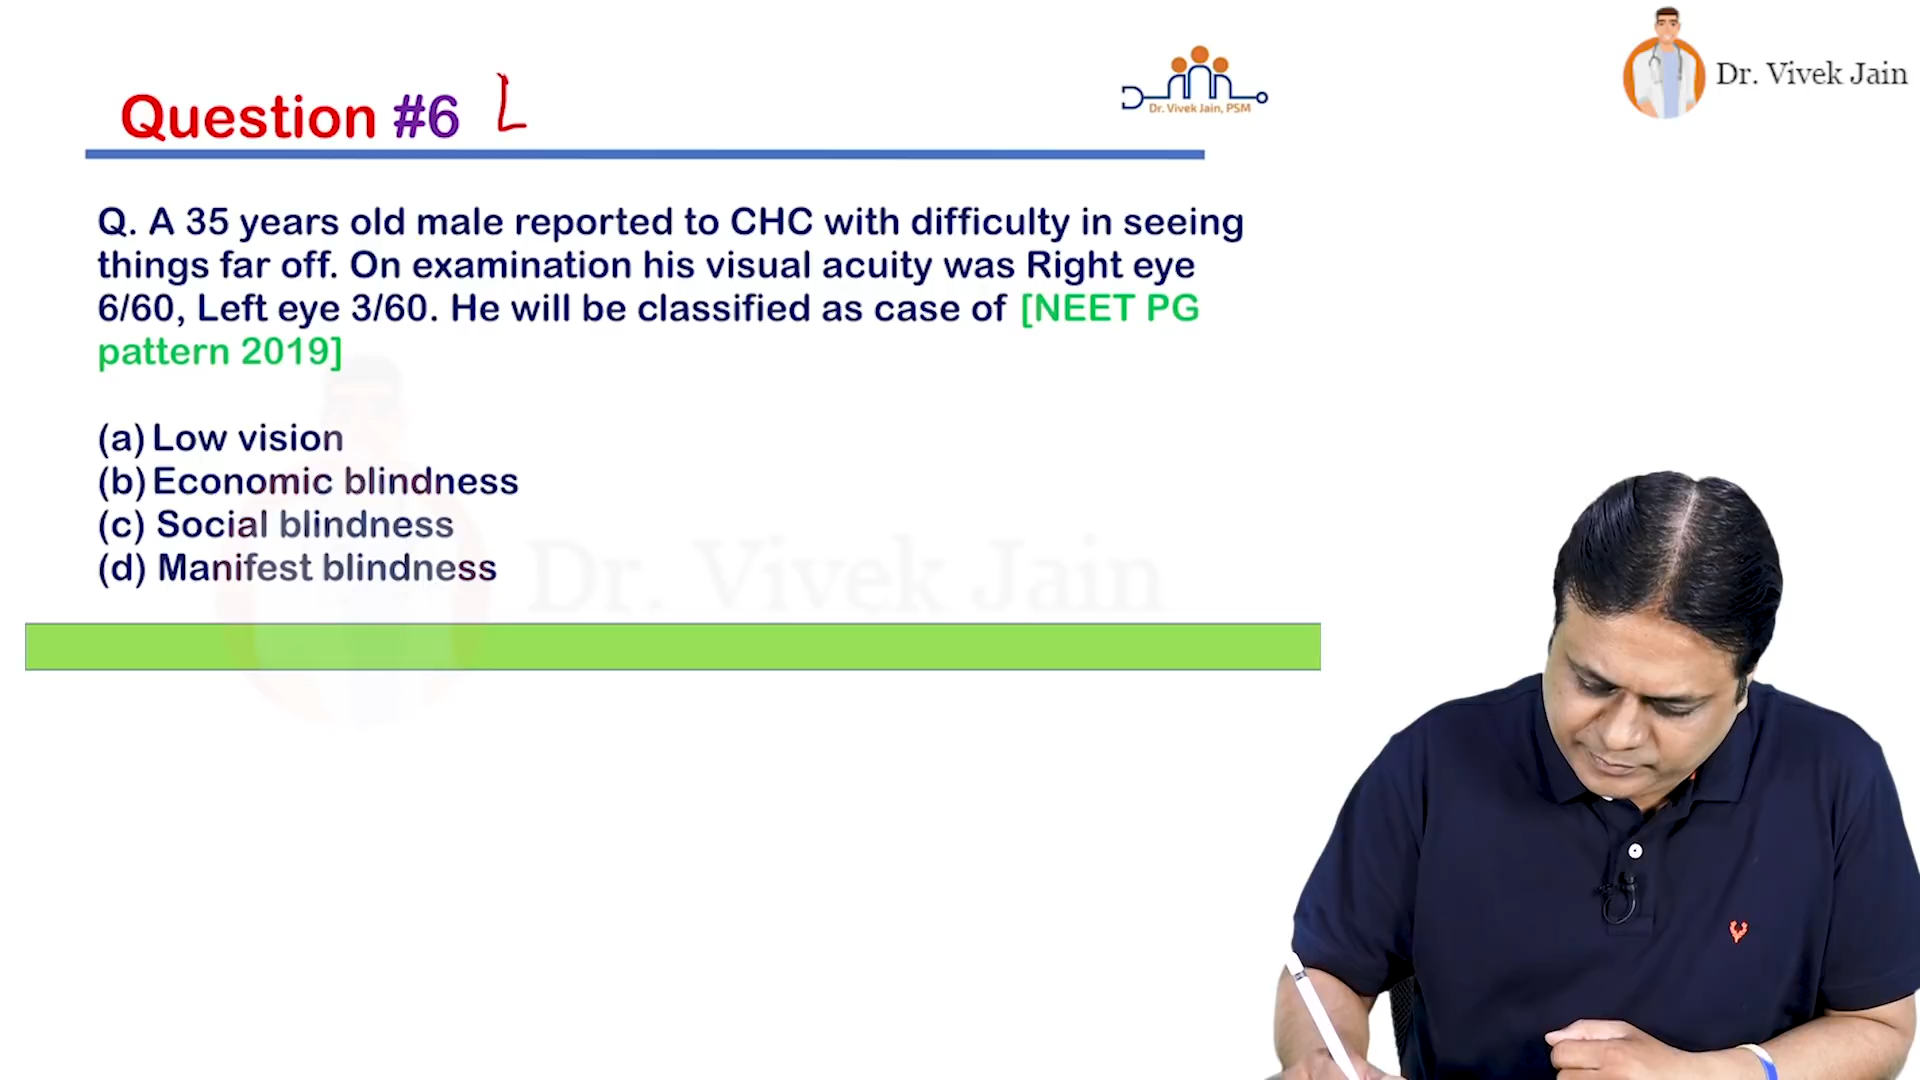 Dr. Vivek Jain
Dr. Vivek Jain, PSM
Question #6 L
Q. A 35 years old male reported to CHC with difficulty in seeing
things far off. On examination his visual acuity was Right eye
6/60, Left eye 3/60. He will be classified as case of [NEET PG
pattern 2019]
(a) Low vision
(b) Economic blindness
(c) Social blindness
(d) Manifest blindness
Dr. Vivek Jain